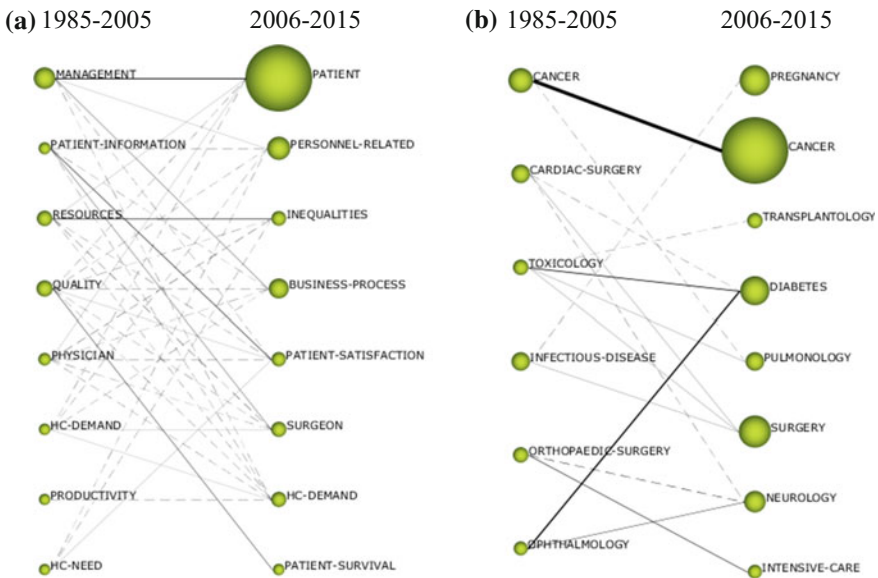 (a) 1985-2005 2006-2015
MANAGEMENT PATIENT
PATIENT-INFORMATION PERSONNEL-RELATED
RESOURCES INEQUALITIES
QUALITY BUSINESS-PROCESS
PHYSICIAN PATIENT-SATISFACTION
HC-DEMAND SURGEON
PRODUCTIVITY HC-DEMAND
HC-NEED PATIENT-SURVIVAL
(b) 1985-2005 2006-2015
CANCER PREGNANCY
CANCER
CARDIAC-SURGERY
TRANSPLANTOLOGY
TOXICOLOGY
DIABETES
INFECTIOUS-DISEASE PULMONOLOGY
SURGERY
ORTHOPAEDIC-SURGERY
NEUROLOGY
OPHTHALMOLOGY
INTENSIVE-CARE